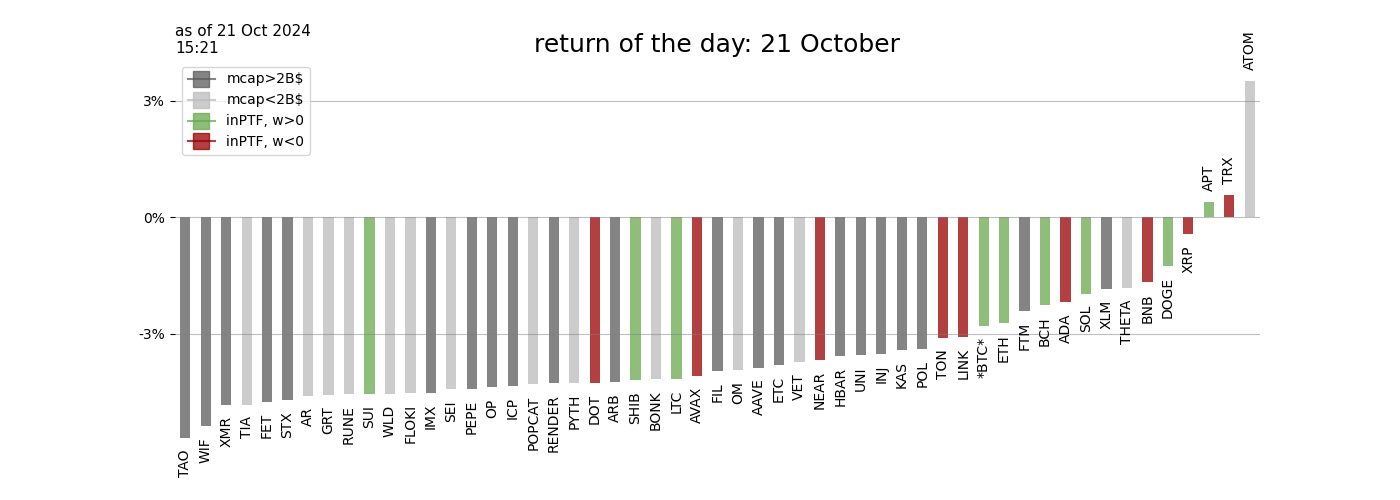 as of 21 Oct 2024
15:21
return of the day: 21 October
mcap>2B$
mcap<2B$
inPTF, w>0
inPTF, w<0
3%
0%
-3%
TAO
WIF
XMR
TIA
FET
STX
AR
GRT
RUNE
SUI
WLD
FLOKI
IMX
SEI
PEPE
OP
ICP
POPCAT
RENDER
PYTH
DOT
ARB
SHIB
BONK
LTC
AVAX
FIL
OM
AAVE
ETC
VET
NEAR
HBAR
UNI
INJ
KAS
POL
TON
LINK
*BTC*
ETH
FTM
BCH
ADA
SOL
XLM
THETA
BNB
DOGE
XRP
APT
TRX
ATOM